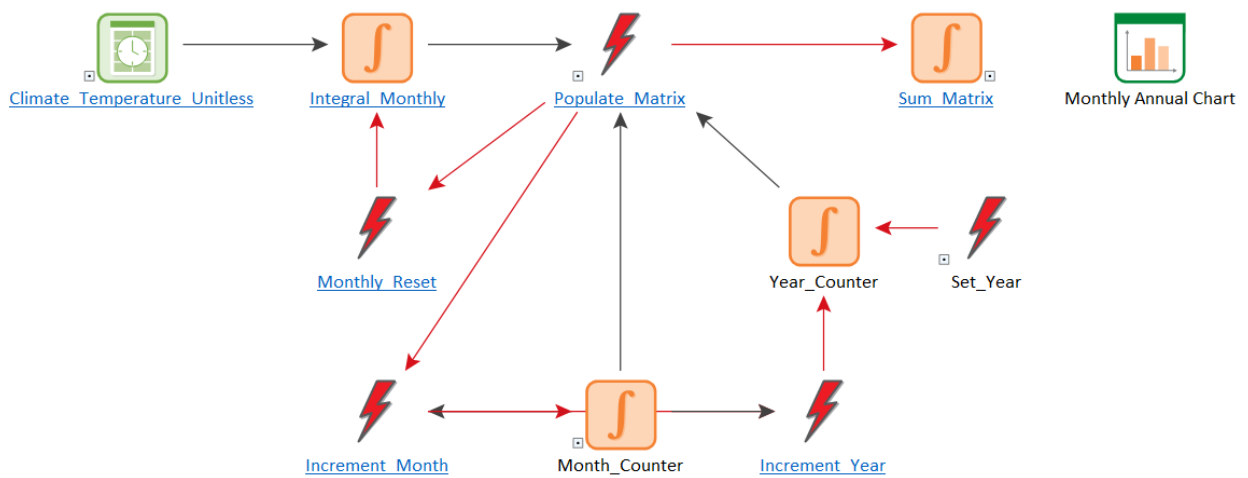 Climate_Temperature_Unitless
Integral_Monthly
Populate_Matrix
Sum_Matrix
Monthly Annual Chart
Monthly_Reset
Year_Counter
Set_Year
Increment_Month
Month_Counter
Increment_Year